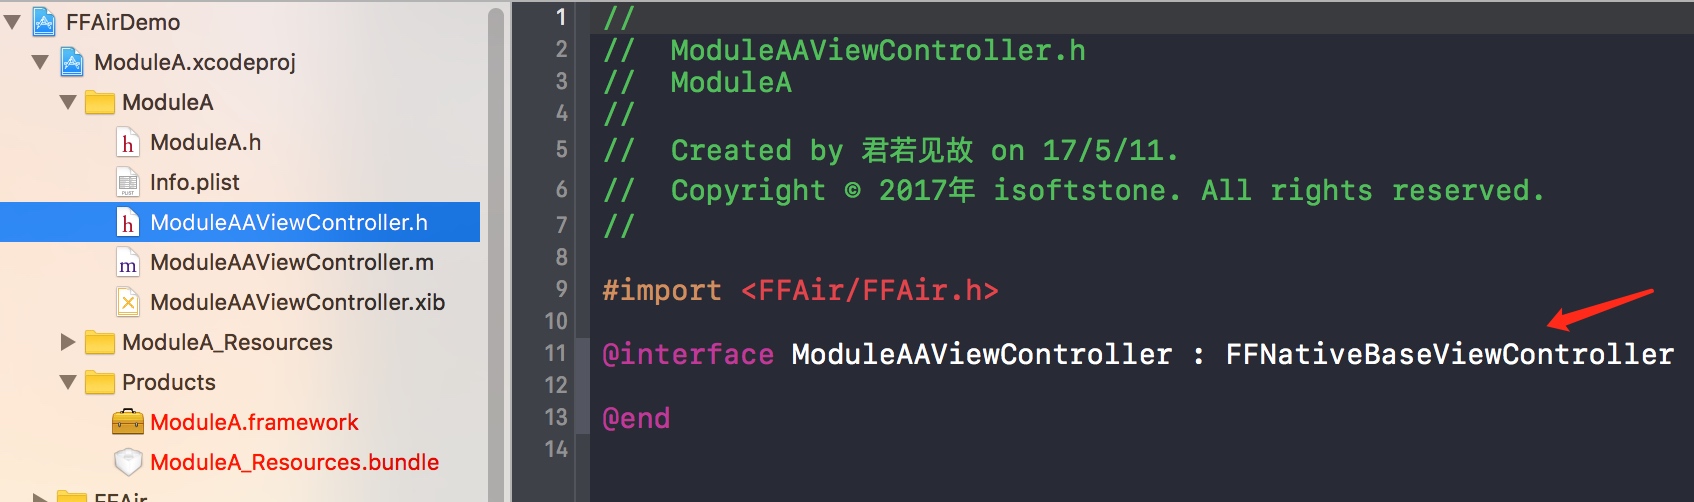 FFAirDemo
ModuleA.xcodeproj
ModuleA
h ModuleA.h
PLIST Info.plist
h ModuleAAViewController.h
m ModuleAAViewController.m
ModuleAAViewController.xib
ModuleA_Resources
Products
ModuleA.framework
ModuleA_Resources.bundle
FFAir
1 //
2 //  ModuleAAViewController.h
3 //  ModuleA
4 //
5 //  Created by 君若见故 on 17/5/11.
6 //  Copyright © 2017年 isoftstone. All rights reserved.
7 //
8
9 #import <FFAir/FFAir.h>
10
11 @interface ModuleAAViewController : FFNativeBaseViewController
12
13 @end
14